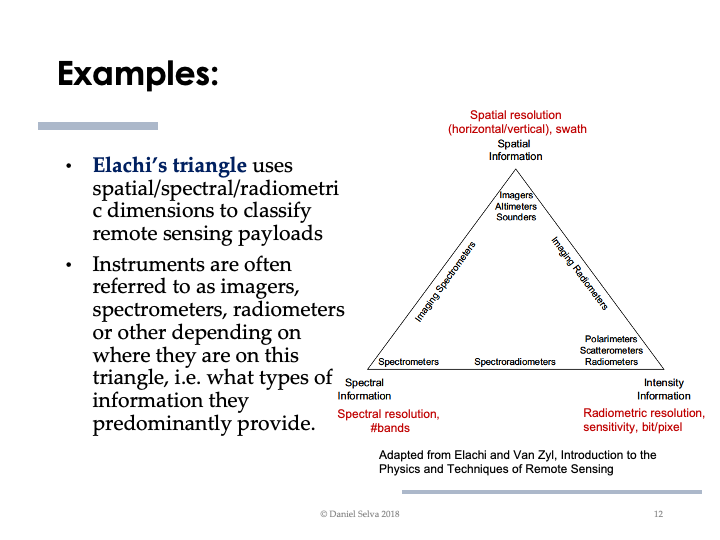 Examples:
• Elachi's triangle uses
spatial/spectral/radiometri
c dimensions to classify
remote sensing payloads
• Instruments are often
referred to as imagers,
spectrometers, radiometers
or other depending on
where they are on this
triangle, i.e. what types of
information they
predominantly provide.
Spatial resolution
(horizontal/vertical), swath
Spatial
Information
Imagers
Altimeters
Sounders
Imaging Spectrometers
Imaging Radiometers
Polarimeters
Scatterometers
Radiometers
Spectrometers
Spectroradiometers
Spectral
Information
Intensity
Information
Spectral resolution,
#bands
Radiometric resolution,
sensitivity, bit/pixel
Adapted from Elachi and Van Zyl, Introduction to the
Physics and Techniques of Remote Sensing
© Daniel Selva 2018
12